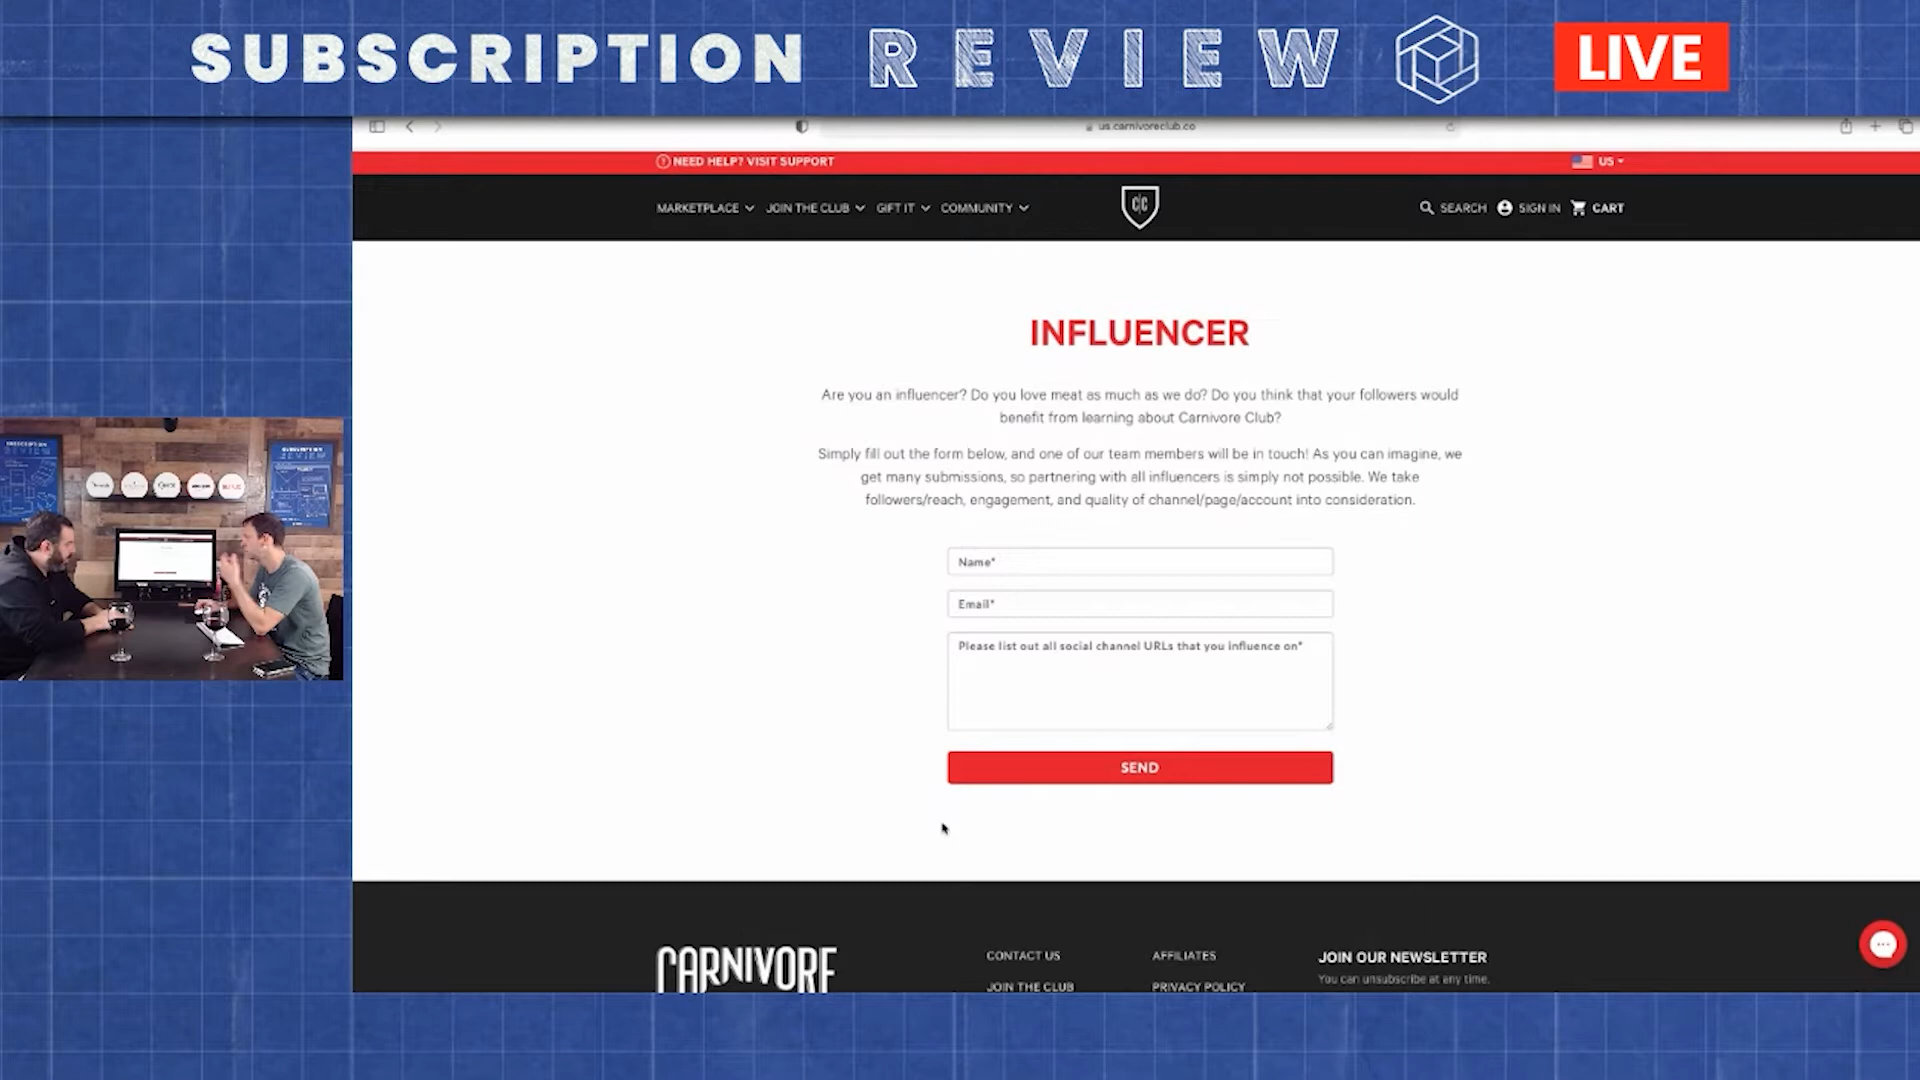 SUBSCRIPTION REVIEW LIVE
us.carnivoreclub.co
NEED HELP? VISIT SUPPORT
US
MARKETPLACE JOIN THE CLUB GIFT IT COMMUNITY
C|C
SEARCH SIGN IN CART
INFLUENCER
Are you an influencer? Do you love meat as much as we do? Do you think that your followers would
benefit from learning about Carnivore Club?
Simply fill out the form below, and one of our team members will be in touch! As you can imagine, we
get many submissions, so partnering with all influencers is simply not possible. We take
followers/reach, engagement, and quality of channel/page/account into consideration.
Name*
Email*
Please list out all social channel URLs that you influence on*
SEND
SUBSCRIPTION
REVIEW
SUBSCRIPTION
REVIEW
CARNIVORE
CONTACT US
JOIN THE CLUB
AFFILIATES
PRIVACY POLICY
JOIN OUR NEWSLETTER
You can unsubscribe at any time.